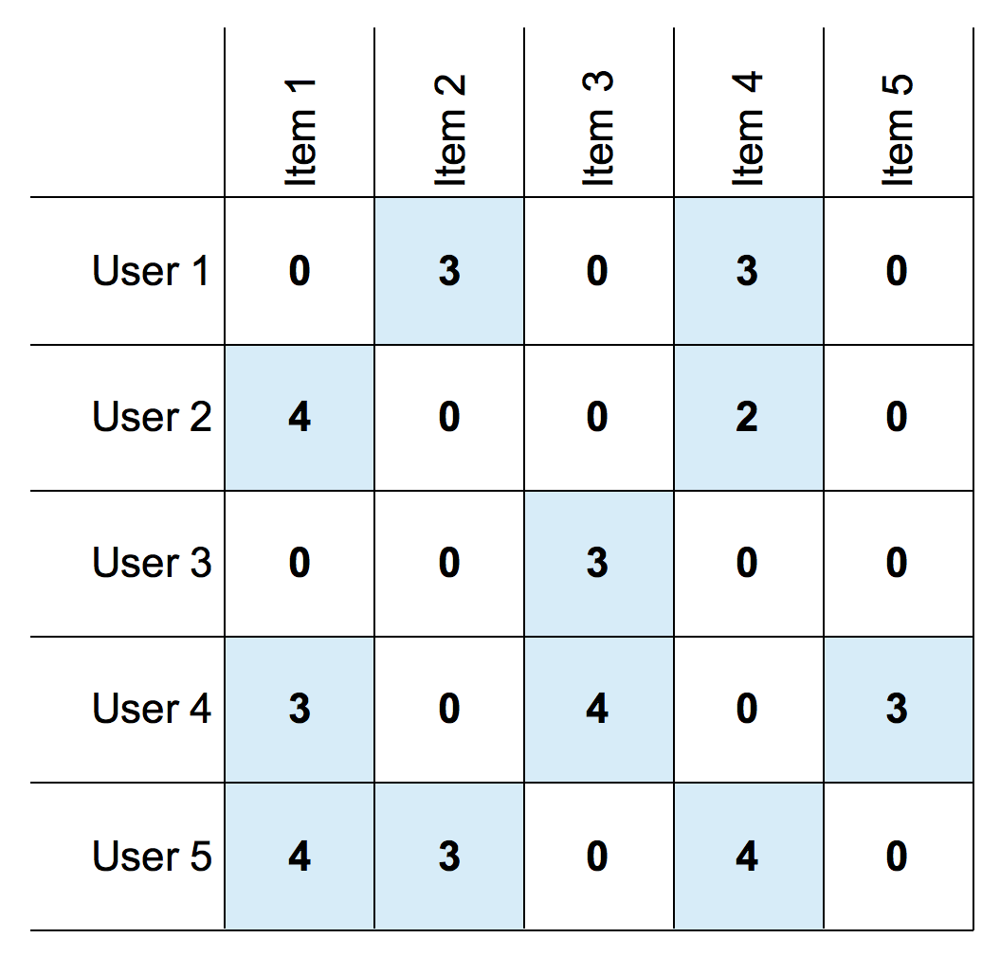 Item 1 Item 2 Item 3 Item 4 Item 5
User 1 0 3 0 3 0
User 2 4 0 0 2 0
User 3 0 0 3 0 0
User 4 3 0 4 0 3
User 5 4 3 0 4 0